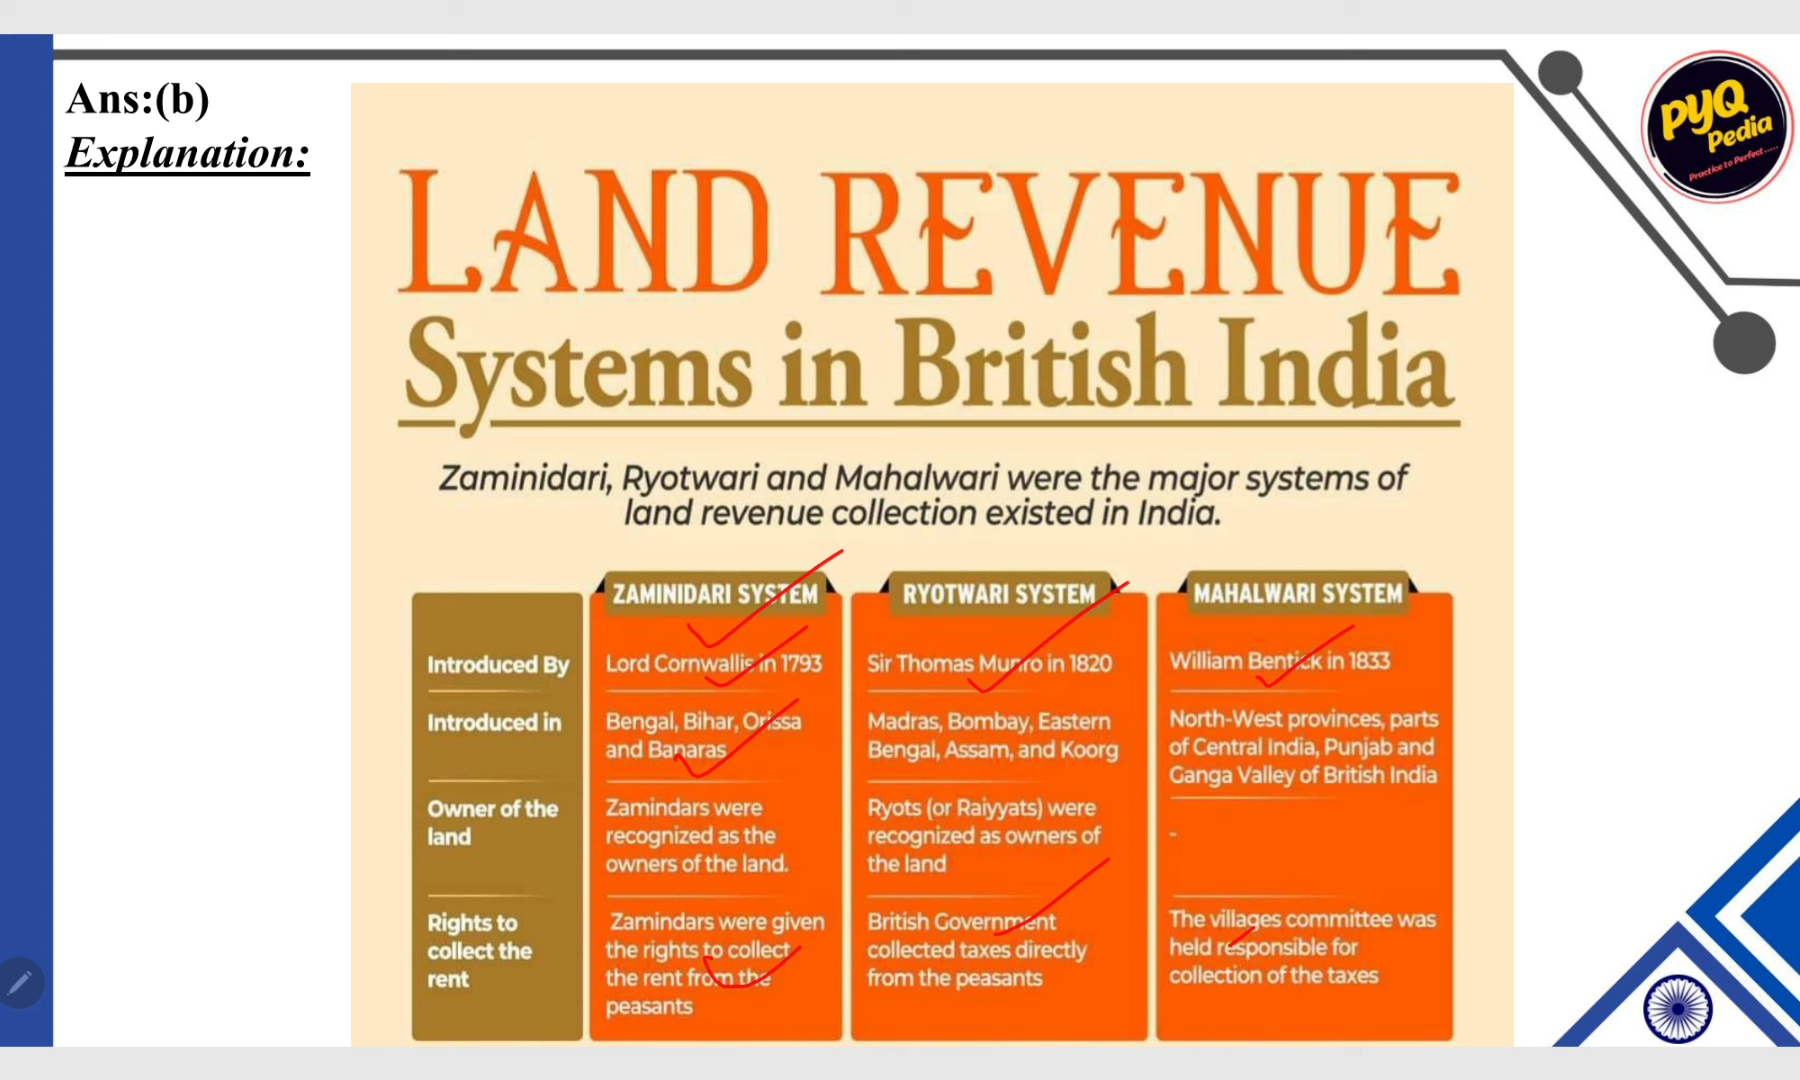 Ans:(b)
Explanation:
PYQ
Pedia
Practice to Perfect.....
LAND REVENUE
Systems in British India
Zaminidari, Ryotwari and Mahalwari were the major systems of
land revenue collection existed in India.
ZAMINIDARI SYSTEM
RYOTWARI SYSTEM
MAHALWARI SYSTEM
Introduced By
Lord Cornwallis in 1793
Sir Thomas Munro in 1820
William Bentick in 1833
Introduced in
Bengal, Bihar, Orissa
and Banaras
Madras, Bombay, Eastern
Bengal, Assam, and Koorg
North-West provinces, parts
of Central India, Punjab and
Ganga Valley of British India
Owner of the
land
Zamindars were
recognized as the
owners of the land.
Ryots (or Raiyyats) were
recognized as owners of
the land
-
Rights to
collect the
rent
Zamindars were given
the rights to collect
the rent from the
peasants
British Government
collected taxes directly
from the peasants
The villages committee was
held responsible for
collection of the taxes